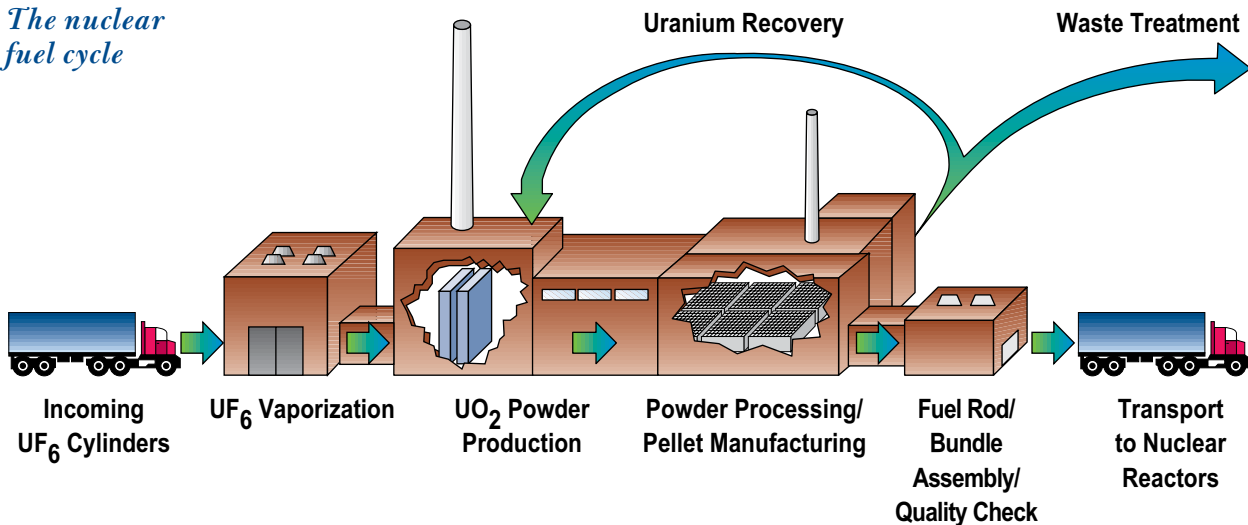 The nuclear
fuel cycle
Uranium Recovery
Waste Treatment
Incoming
UF6 Cylinders
UF6 Vaporization
UO2 Powder
Production
Powder Processing/
Pellet Manufacturing
Fuel Rod/
Bundle
Assembly/
Quality Check
Transport
to Nuclear
Reactors